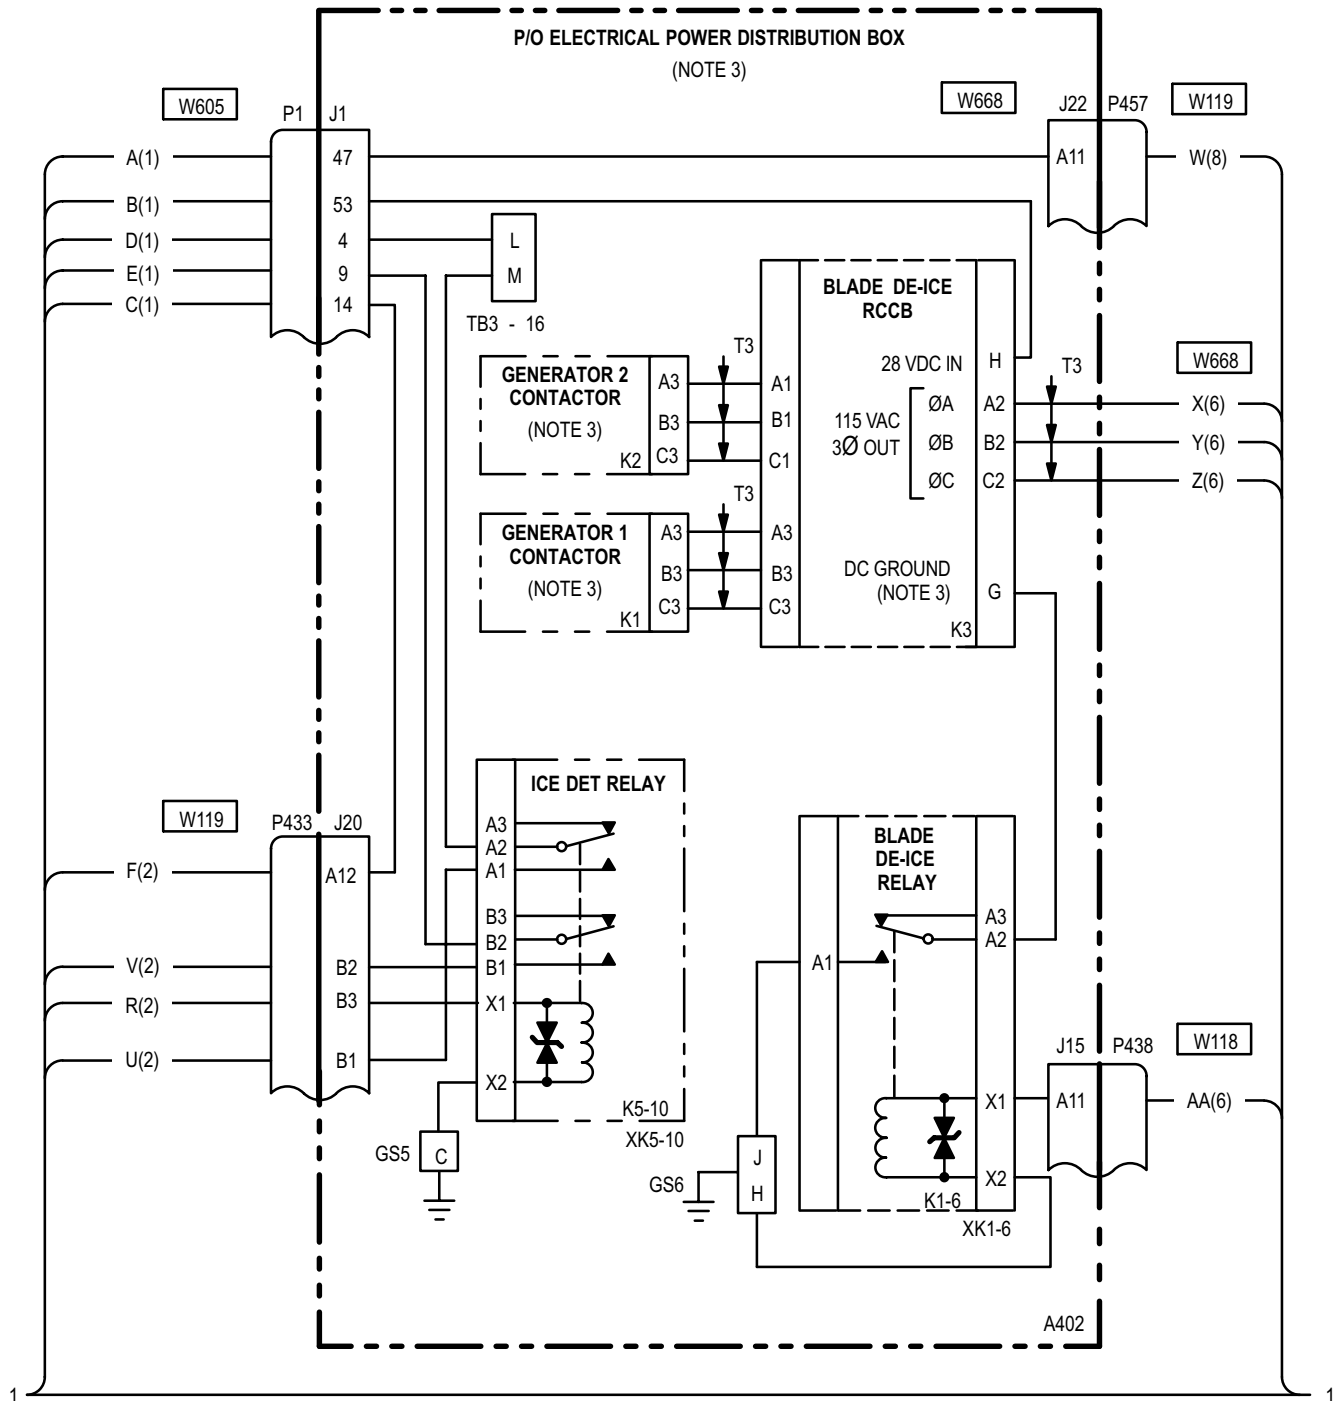 P/O ELECTRICAL POWER DISTRIBUTION BOX
(NOTE 3)
W605
P1 J1
W668
J22 P457
W119
A(1) 47
A11 W(8)
B(1) 53
D(1) 4
E(1) 9
C(1) 14
L
M
TB3 - 16
BLADE DE-ICE
RCCB
28 VDC IN H
115 VAC
3Ø OUT
ØA A2
ØB B2
ØC C2
T3
W668
X(6)
Y(6)
Z(6)
GENERATOR 2
CONTACTOR
(NOTE 3)
K2
A3
B3
C3
T3
A1
B1
C1
GENERATOR 1
CONTACTOR
(NOTE 3)
K1
A3
B3
C3
T3
A3
B3
C3
DC GROUND
(NOTE 3)
G
K3
W119
P433 J20
F(2) A12
V(2) B2
R(2) B3
U(2) B1
ICE DET RELAY
A3
A2
A1
B3
B2
B1
X1
X2
K5-10
XK5-10
GS5 C
BLADE
DE-ICE
RELAY
A3
A2
A1
X1
X2
K1-6
XK1-6
J
H
GS6
J15 P438
W118
A11 AA(6)
A402
1 1